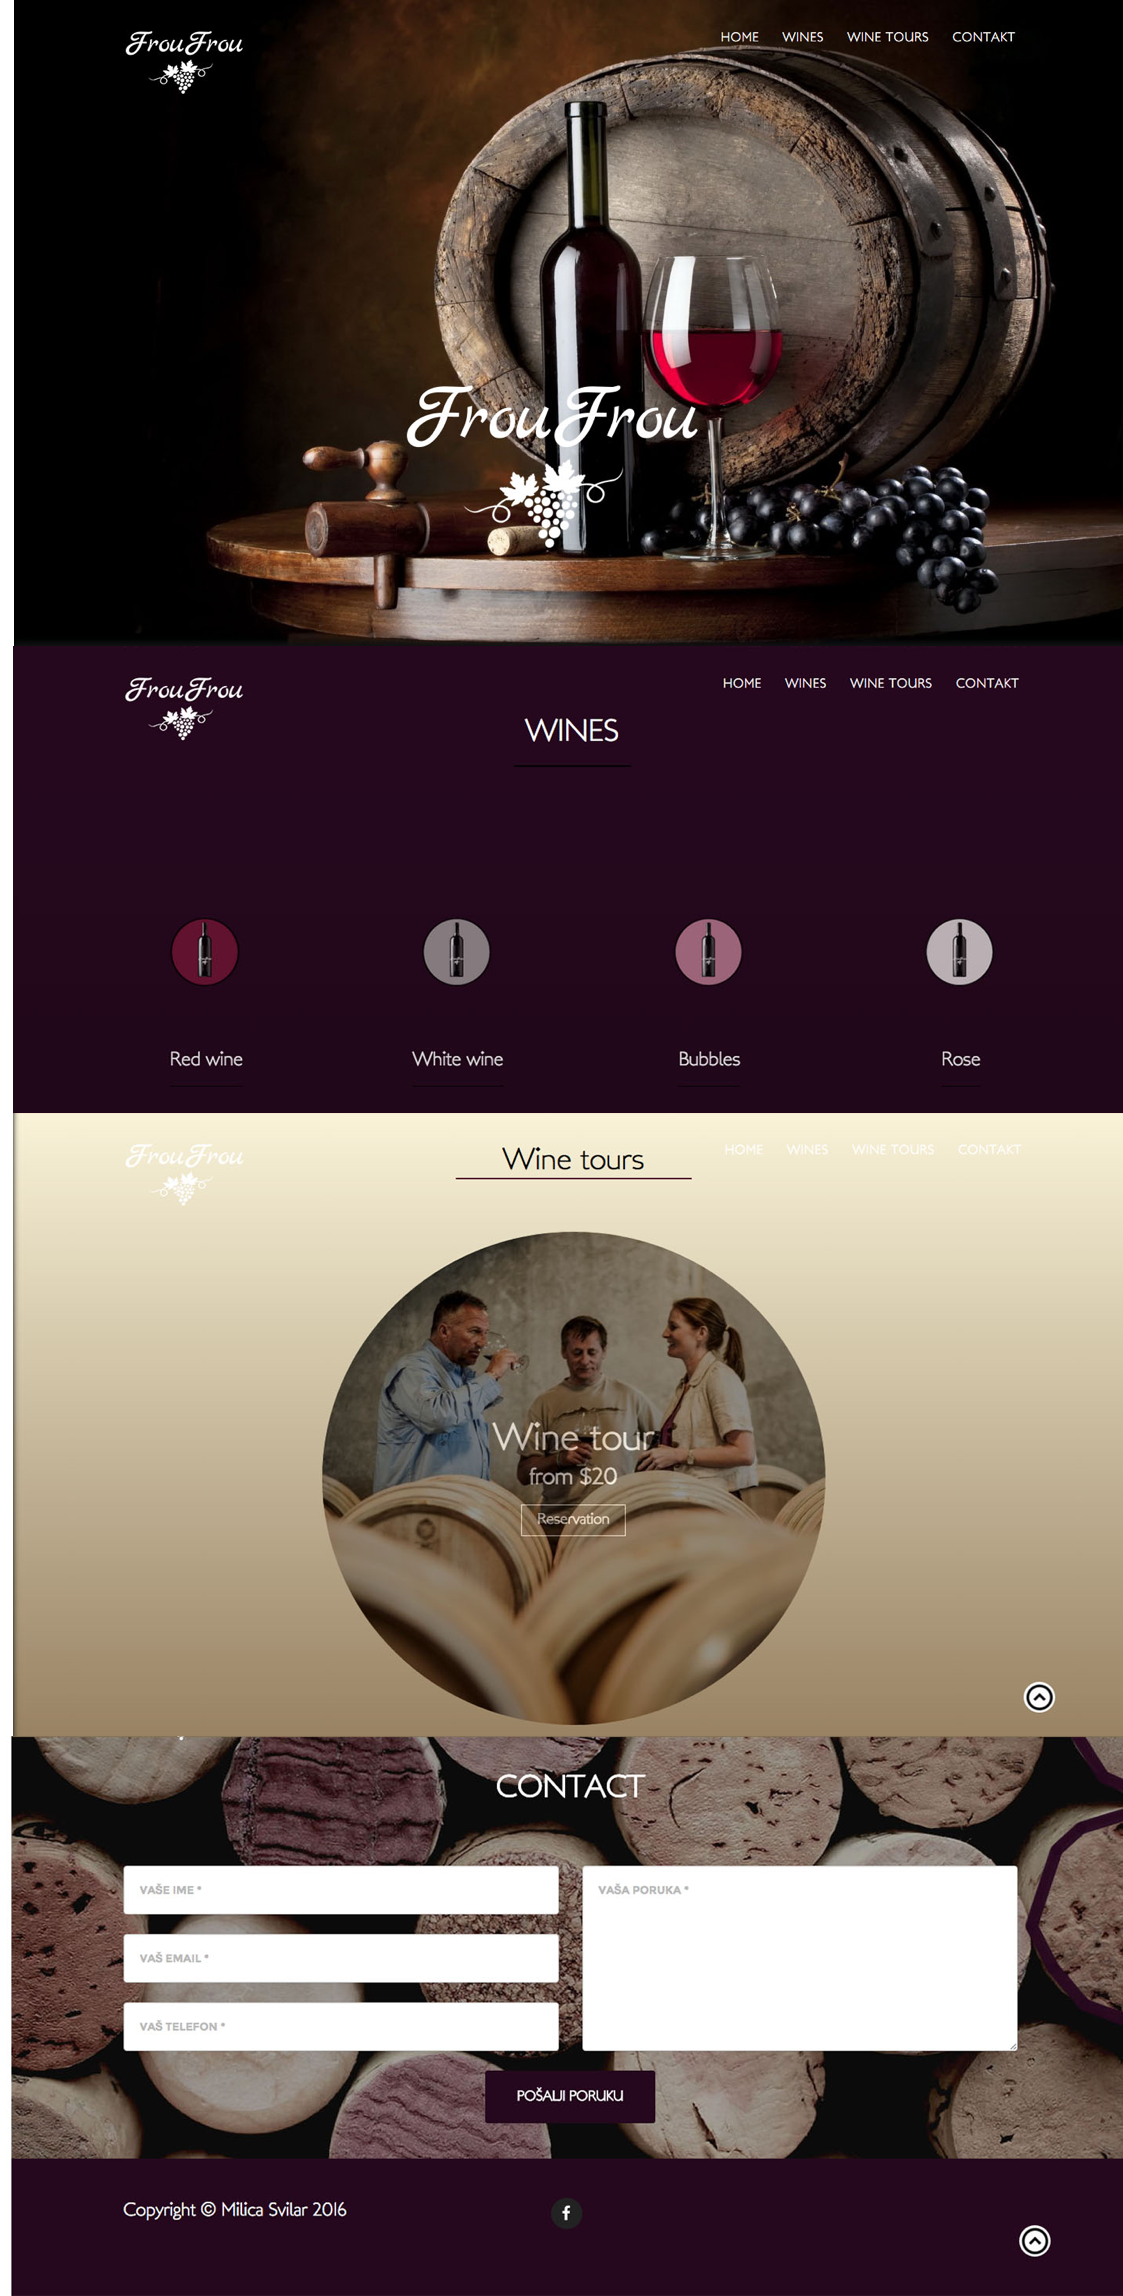 FrouFrou
HOME WINES WINE TOURS CONTAKT
FrouFrou
FrouFrou
HOME WINES WINE TOURS CONTAKT
WINES
Red wine White wine Bubbles Rose
FrouFrou
Wine tours
HOME WINES WINE TOURS CONTAKT
Wine tour
from $20
Reservation
CONTACT
VAŠE IME *
VAŠA PORUKA *
VAŠ EMAIL *
VAŠ TELEFON *
POŠALJI PORUKU
Copyright © Milica Svilar 2016
f